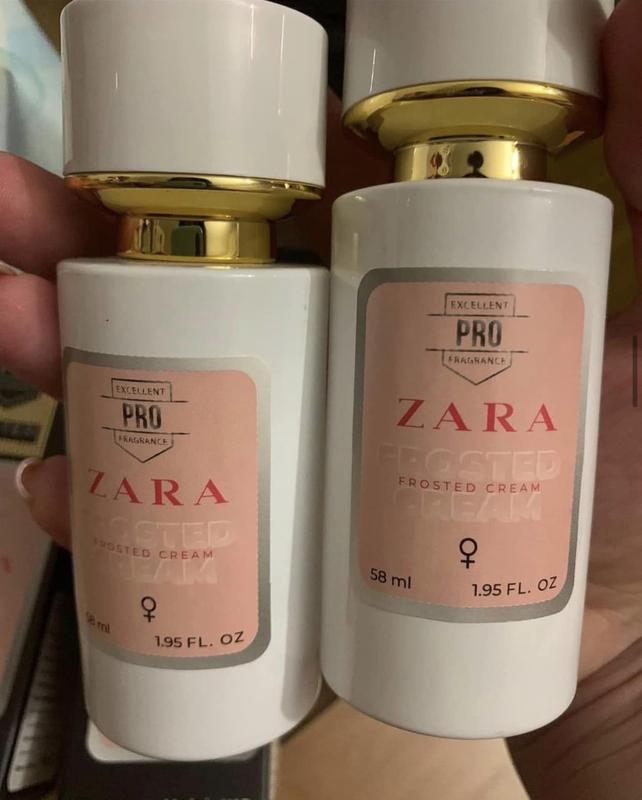 EXCELLENT
PRO
FRAGRANCE
ZARA
FROSTED
FROSTED CREAM
CREAM
♀
58 ml 1.95 FL. OZ
EXCELLENT
PRO
FRAGRANCE
ZARA
FROSTED
FROSTED CREAM
CREAM
♀
58 ml 1.95 FL. OZ